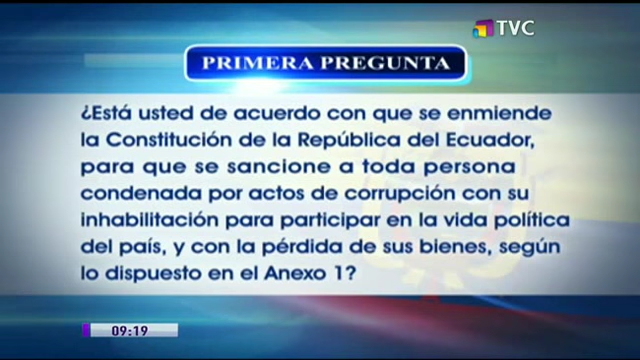 TVC
PRIMERA PREGUNTA
¿Está usted de acuerdo con que se enmiende
la Constitución de la República del Ecuador,
para que se sancione a toda persona
condenada por actos de corrupción con su
inhabilitación para participar en la vida política
del país, y con la pérdida de sus bienes, según
lo dispuesto en el Anexo 1?
09:19